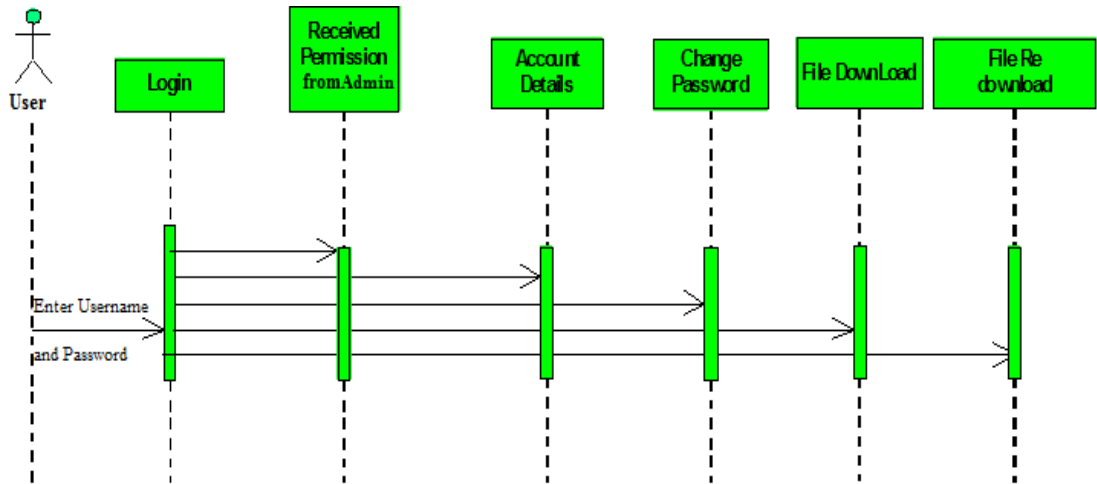 User
Login
Received
Permission
fromAdmin
Account
Details
Change
Password
File DownLoad
File Re
download
Enter Username
and Password